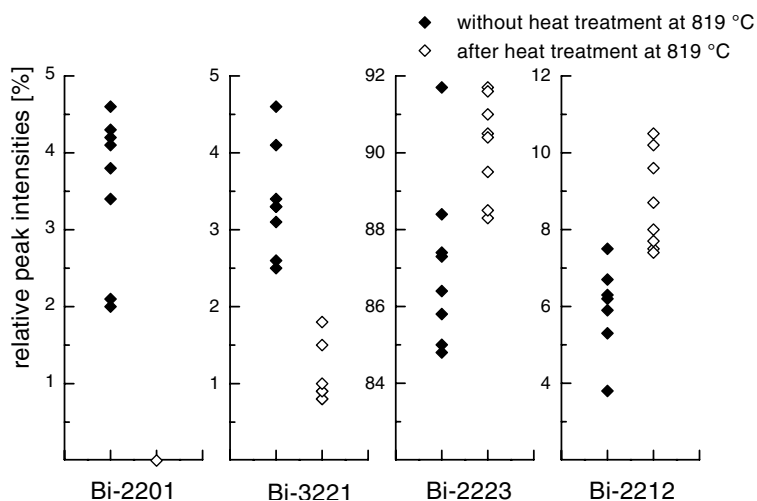 without heat treatment at 819 °C
after heat treatment at 819 °C
relative peak intensities [%]
5
4
3
2
1
5
4
3
2
1
92
90
88
86
84
12
10
8
6
4
Bi-2201
Bi-3221
Bi-2223
Bi-2212